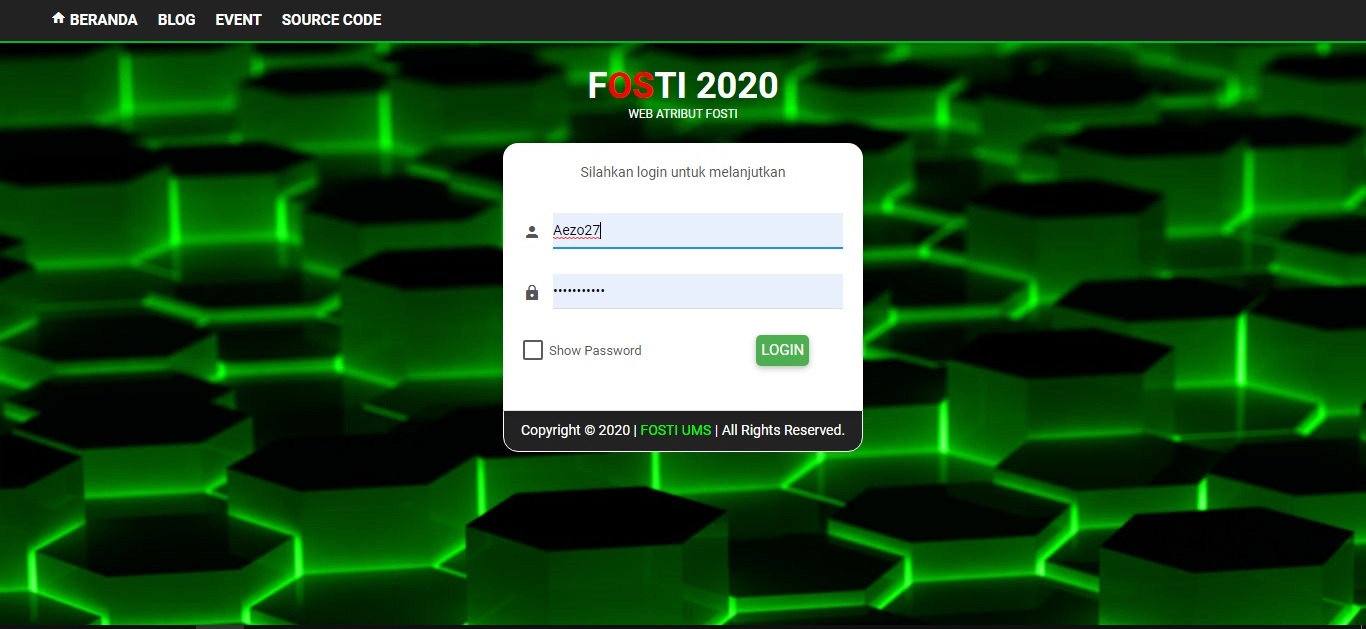 BERANDA BLOG EVENT SOURCE CODE
FOSTI 2020
WEB ATRIBUT FOSTI
Silahkan login untuk melanjutkan
Aezo27
•••••••••••
Show Password LOGIN
Copyright © 2020 | FOSTI UMS | All Rights Reserved.